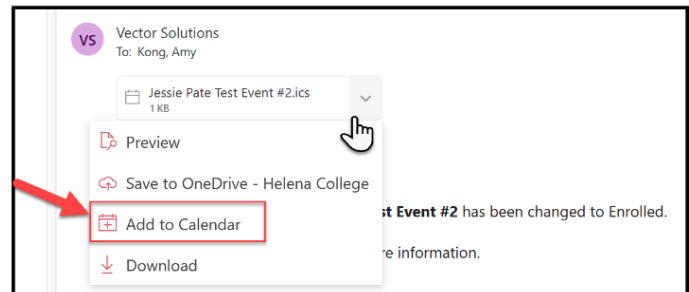 VS
Vector Solutions
To: Kong, Amy
Jessie Pate Test Event #2.ics
1 KB
Preview
Save to OneDrive - Helena College
Add to Calendar
st Event #2 has been changed to Enrolled.
re information.
Download